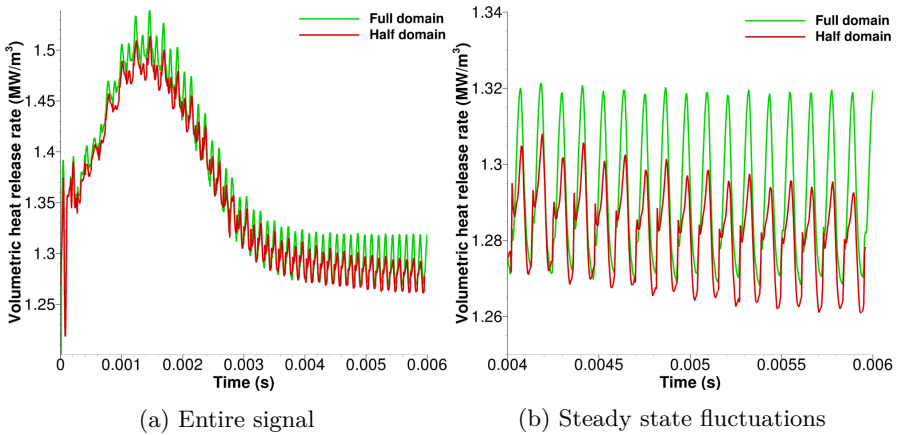 Full domain
Half domain
Volumetric heat release rate (MW/m³)
1.5
1.45
1.4
1.35
1.3
1.25
0 0.001 0.002 0.003 0.004 0.005 0.006
Time (s)
(a) Entire signal
Full domain
Half domain
Volumetric heat release rate (MW/m³)
1.34
1.32
1.3
1.28
1.26
0.004 0.0045 0.005 0.0055 0.006
Time (s)
(b) Steady state fluctuations